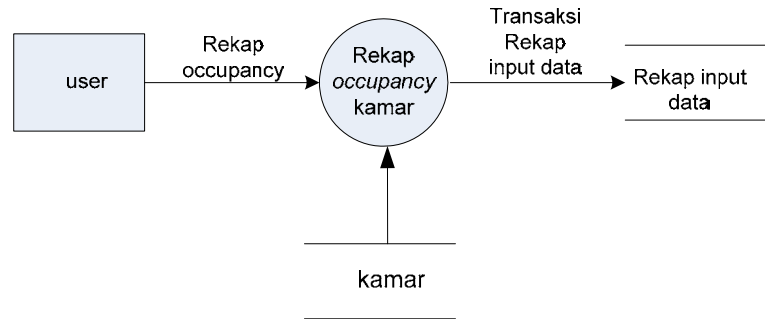 user
Rekap
occupancy
Rekap
occupancy
kamar
Transaksi
Rekap
input data
Rekap input
data
kamar